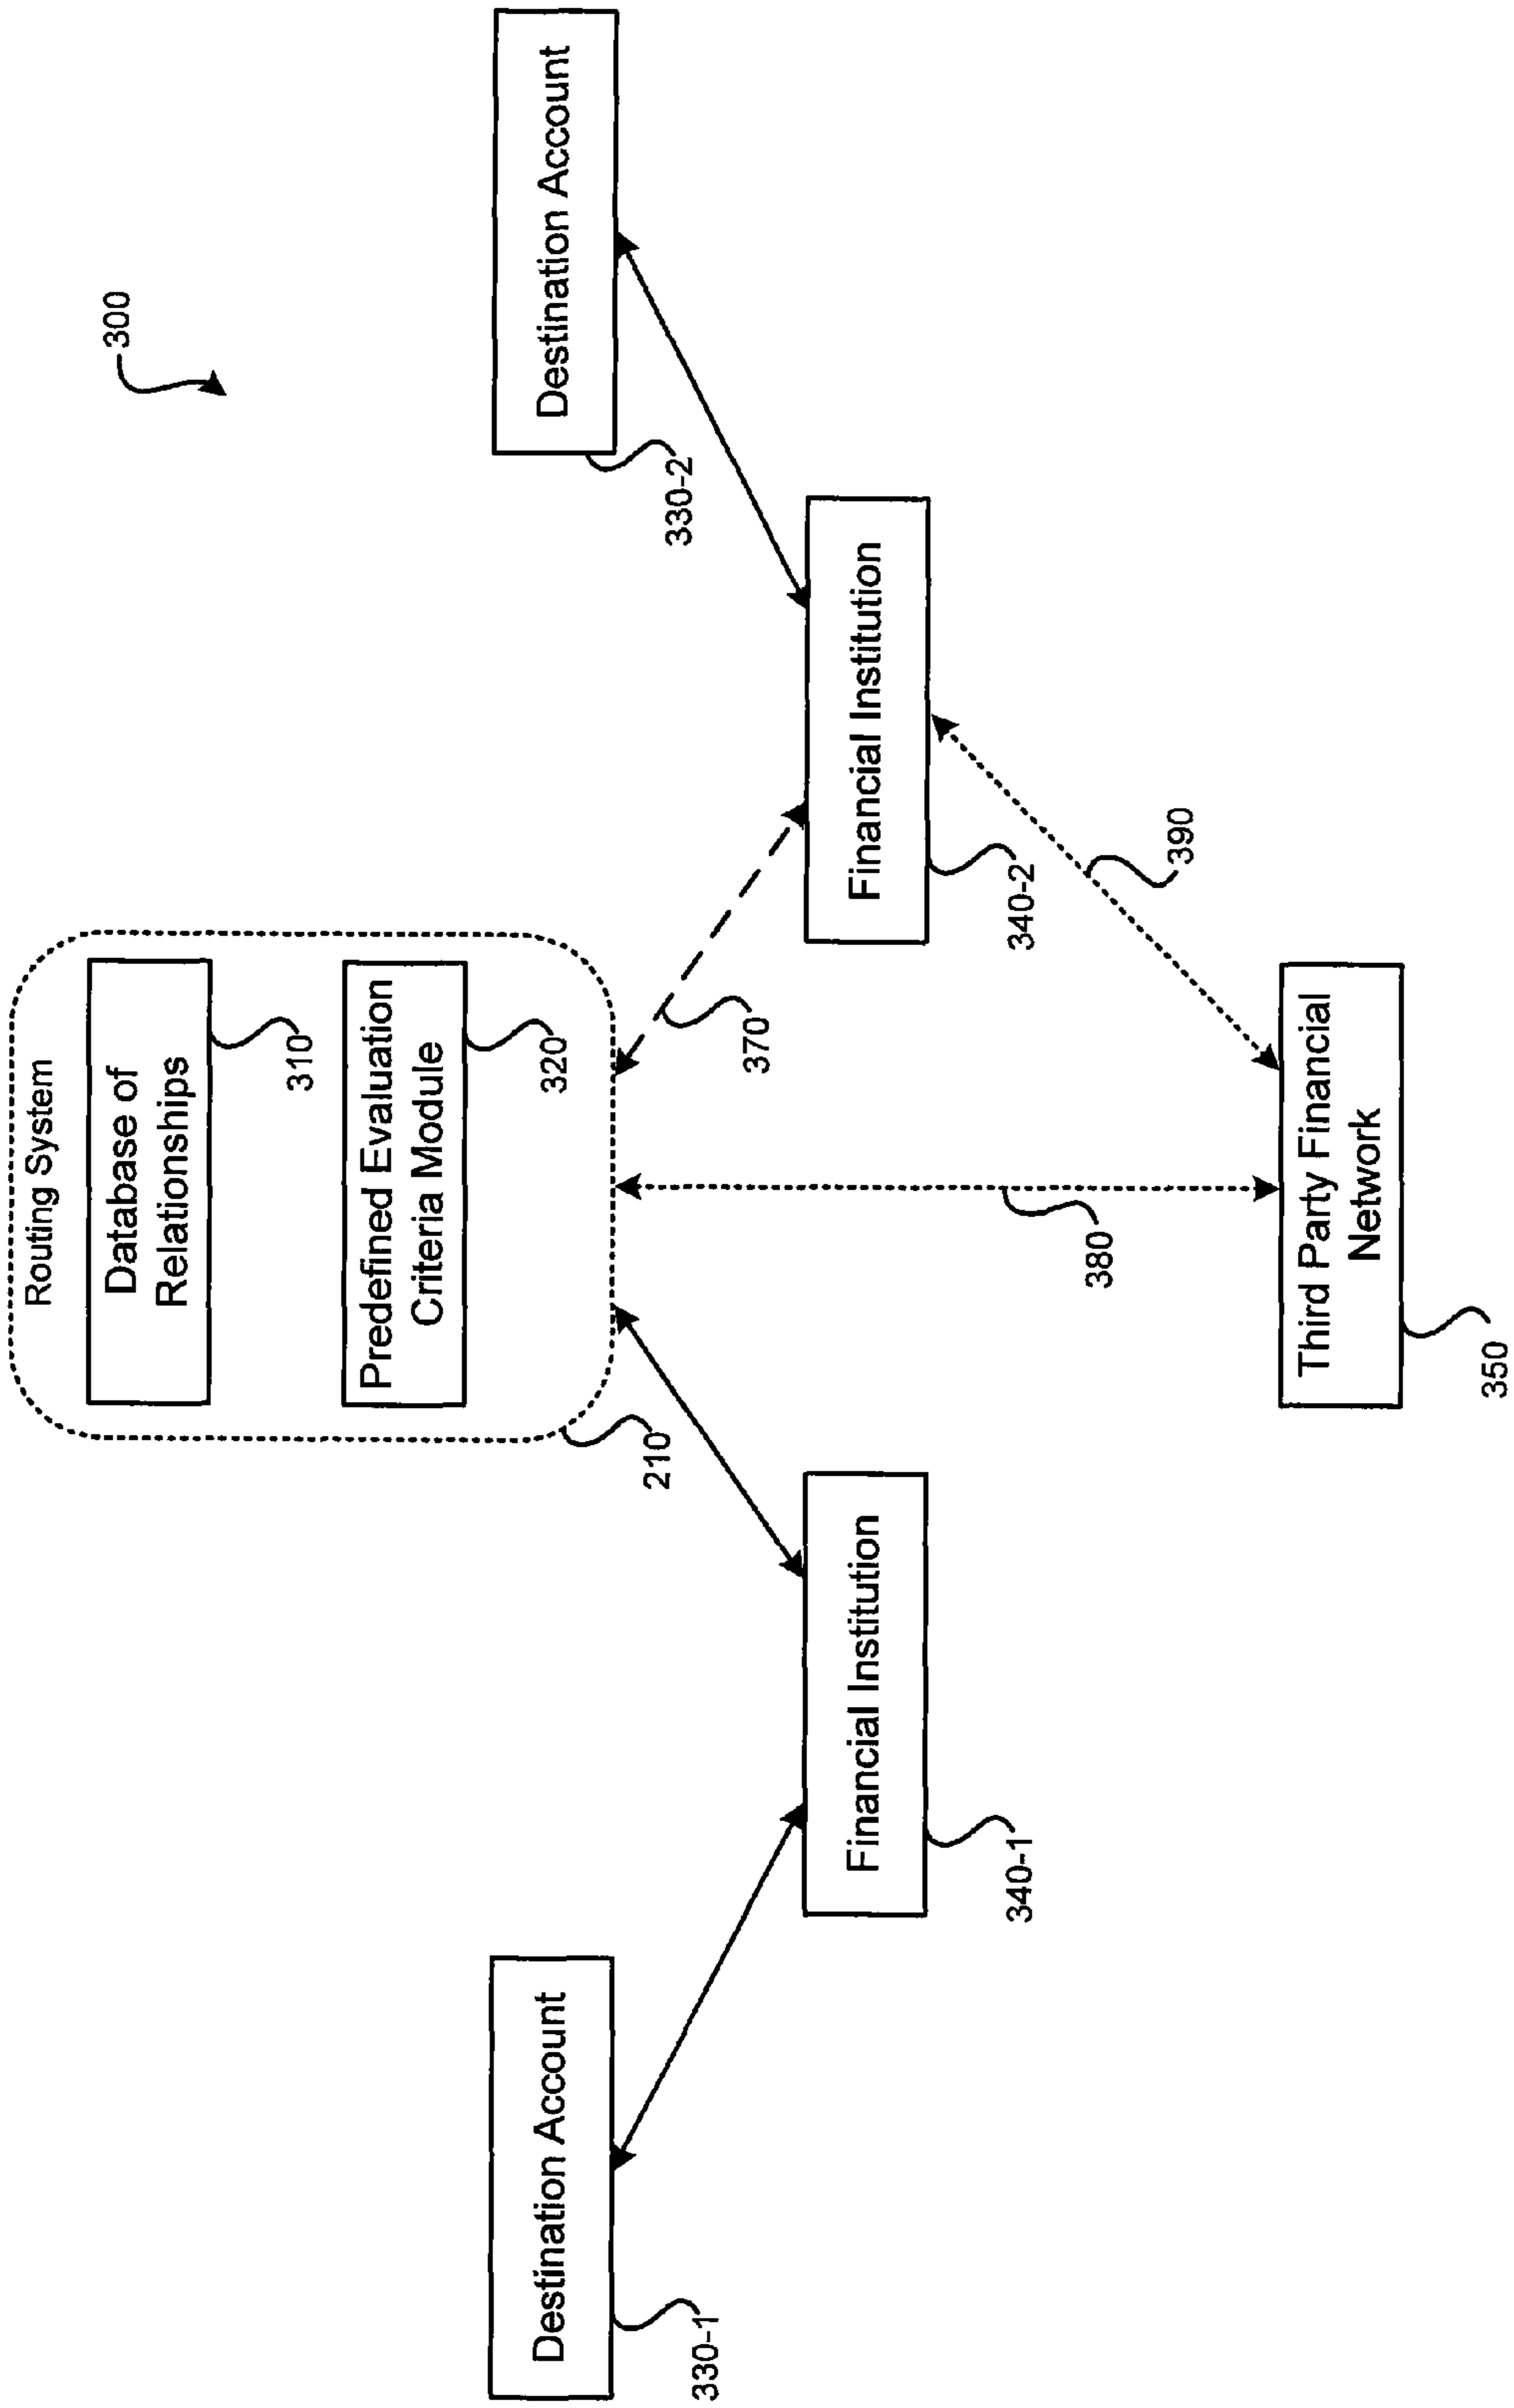 300
Routing System
Database of
Relationships
310
Predefined Evaluation
Criteria Module
320
210
Destination Account
330-1
Destination Account
330-2
Financial Institution
340-1
Financial Institution
340-2
370
380
390
Third Party Financial
Network
350